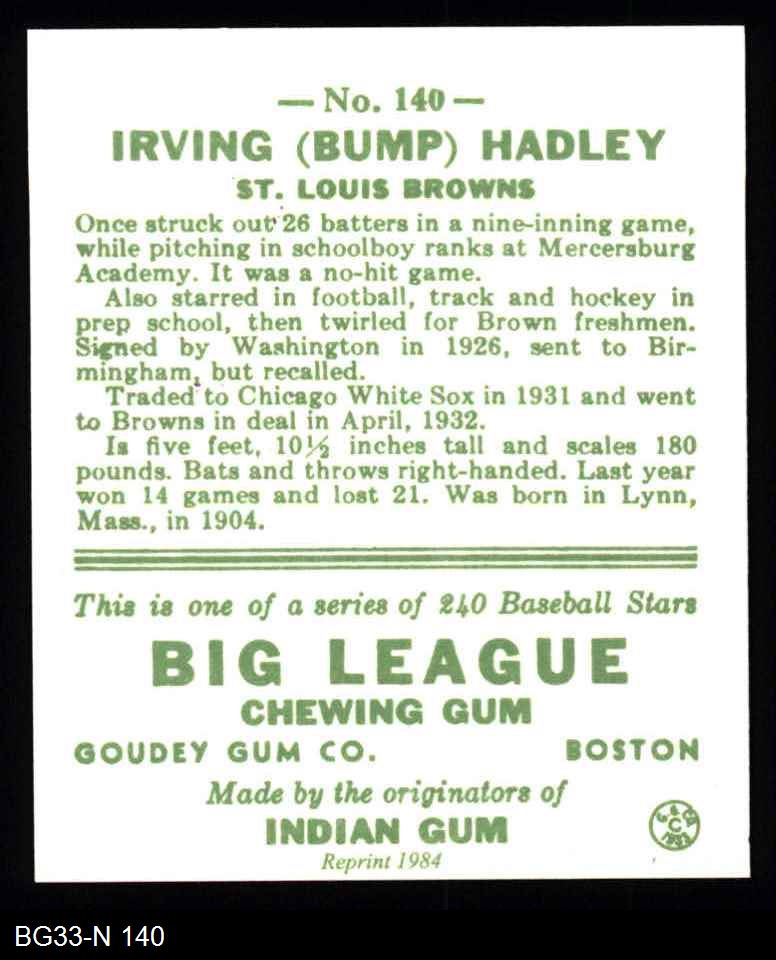 — No. 140 —
IRVING (BUMP) HADLEY
ST. LOUIS BROWNS
Once struck out 26 batters in a nine-inning game,
while pitching in schoolboy ranks at Mercersburg
Academy. It was a no-hit game.
Also starred in football, track and hockey in
prep school, then twirled for Brown freshmen.
Signed by Washington in 1926, sent to Bir-
mingham, but recalled.
Traded to Chicago White Sox in 1931 and went
to Browns in deal in April, 1932.
Is five feet, 10½ inches tall and scales 180
pounds. Bats and throws right-handed. Last year
won 14 games and lost 21. Was born in Lynn,
Mass., in 1904.
This is one of a series of 240 Baseball Stars
BIG LEAGUE
CHEWING GUM
GOUDEY GUM CO. BOSTON
Made by the originators of
INDIAN GUM
Reprint 1984
C
BG33-N 140